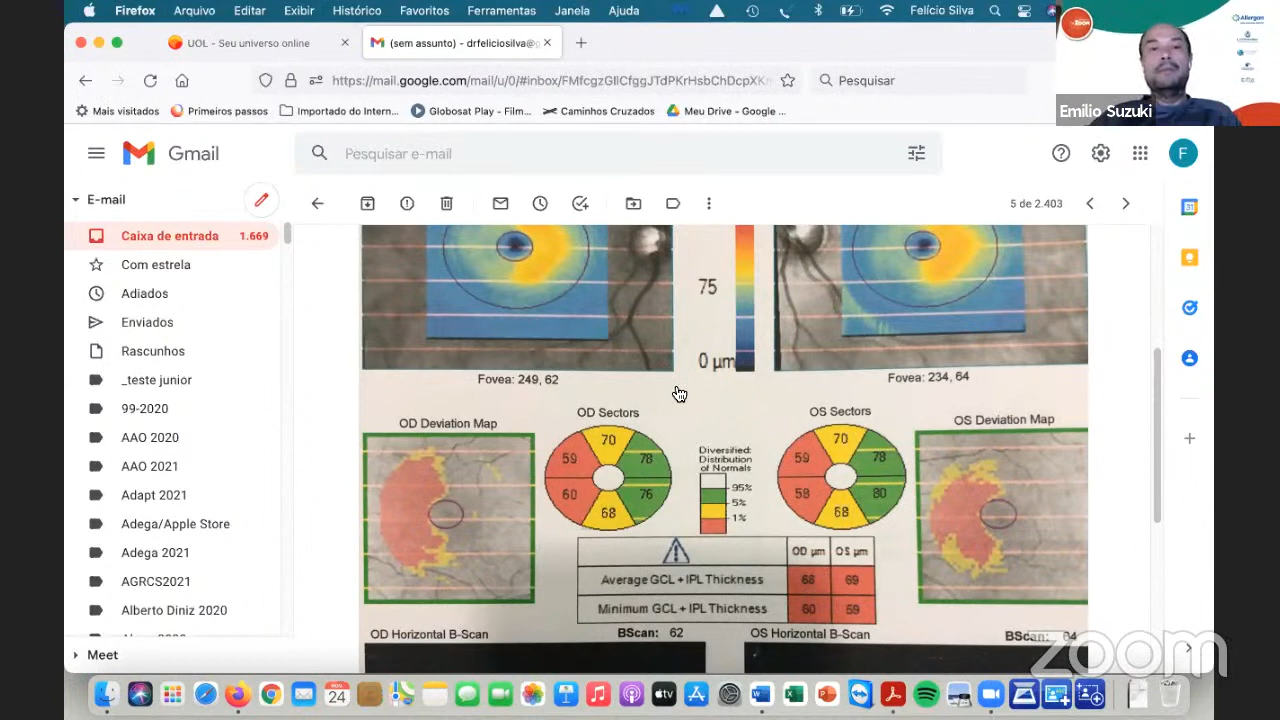 Firefox Arquivo Editar Exibir Histórico Favoritos Ferramentas Janela Ajuda Felício Silva
UOL - Seu universo online
(sem assunto) - drfeliciosilva@
https://mail.google.com/mail/u/0/#inbox/FMfcgzGllCfggJTdPKrHsbChDcpXK
Pesquisar
Mais visitados Primeiros passos Importado do Intern... Globosat Play - Film... Caminhos Cruzados Meu Drive - Google ...
Allergan
Emilio Suzuki
Gmail
Pesquisar e-mail
F
E-mail
5 de 2.403
Caixa de entrada 1.669
Com estrela
Adiados
Enviados
Rascunhos
_teste junior
99-2020
AAO 2020
AAO 2021
Adapt 2021
Adega/Apple Store
Adega 2021
AGRCS2021
Alberto Diniz 2020
Meet
75
0 µm
Fovea: 249, 62
Fovea: 234, 64
OD Deviation Map
OD Sectors
OS Sectors
OS Deviation Map
70
59 78
60 76
68
Diversified:
Distribution
of Normals
95%
5%
1%
70
59 78
58 80
68
OD µm OS µm
Average GCL + IPL Thickness 68 69
Minimum GCL + IPL Thickness 60 59
OD Horizontal B-Scan BScan: 62 OS Horizontal B-Scan BScan:
zoom
NOV
24
tv